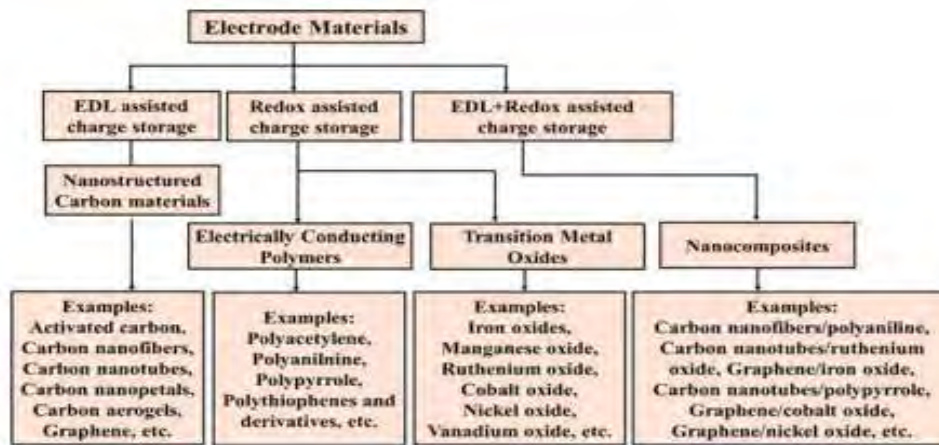 Electrode Materials
EDL assisted
charge storage
Redox assisted
charge storage
EDL+Redox assisted
charge storage
Nanostructured
Carbon materials
Electrically Conducting
Polymers
Transition Metal
Oxides
Nanocomposites
Examples:
Activated carbon,
Carbon nanofibers,
Carbon nanotubes,
Carbon nanopetals,
Carbon aerogels,
Graphene, etc.
Examples:
Polyacetylene,
Polyanilnine,
Polypyrrole,
Polythiophenes and
derivatives, etc.
Examples:
Iron oxides,
Manganese oxide,
Ruthenium oxide,
Cobalt oxide,
Nickel oxide,
Vanadium oxide, etc.
Examples:
Carbon nanofibers/polyaniline,
Carbon nanotubes/ruthenium
oxide, Graphene/iron oxide,
Carbon nanotubes/polypyrrole,
Graphene/cobalt oxide,
Graphene/nickel oxide, etc.